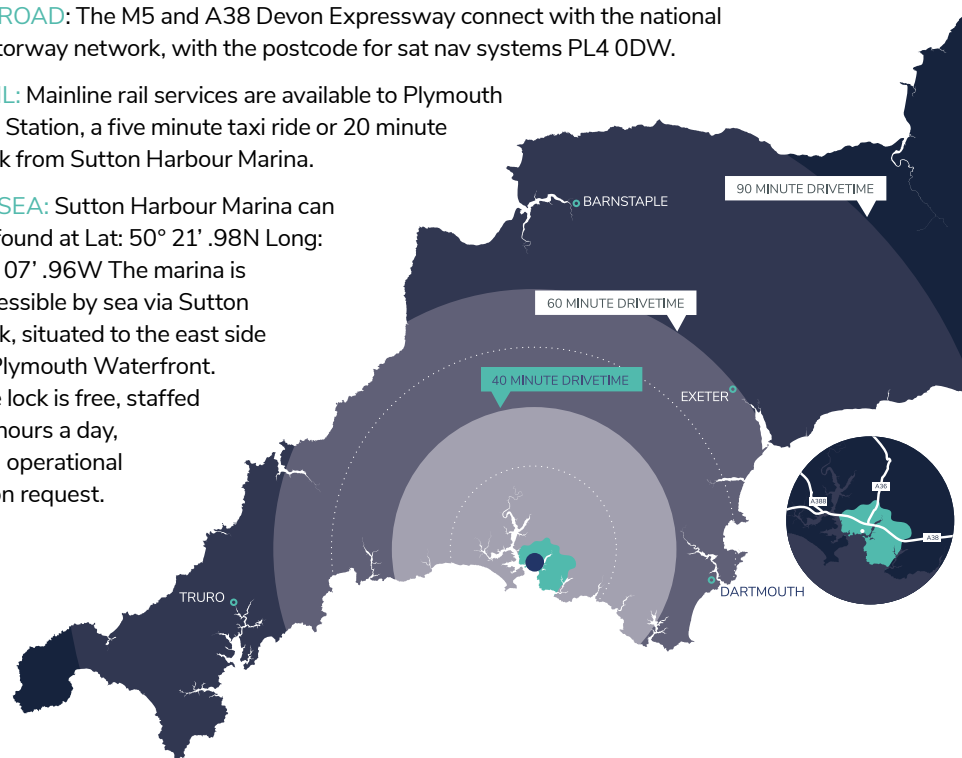 ROAD: The M5 and A38 Devon Expressway connect with the national
torway network, with the postcode for sat nav systems PL4 0DW.
IL: Mainline rail services are available to Plymouth
Station, a five minute taxi ride or 20 minute
k from Sutton Harbour Marina.
SEA: Sutton Harbour Marina can
found at Lat: 50° 21’ .98N Long:
07’ .96W The marina is
essible by sea via Sutton
k, situated to the east side
Plymouth Waterfront.
e lock is free, staffed
hours a day,
operational
on request.
90 MINUTE DRIVETIME
BARNSTAPLE
60 MINUTE DRIVETIME
40 MINUTE DRIVETIME
EXETER
A36
A388
A38
DARTMOUTH
TRURO